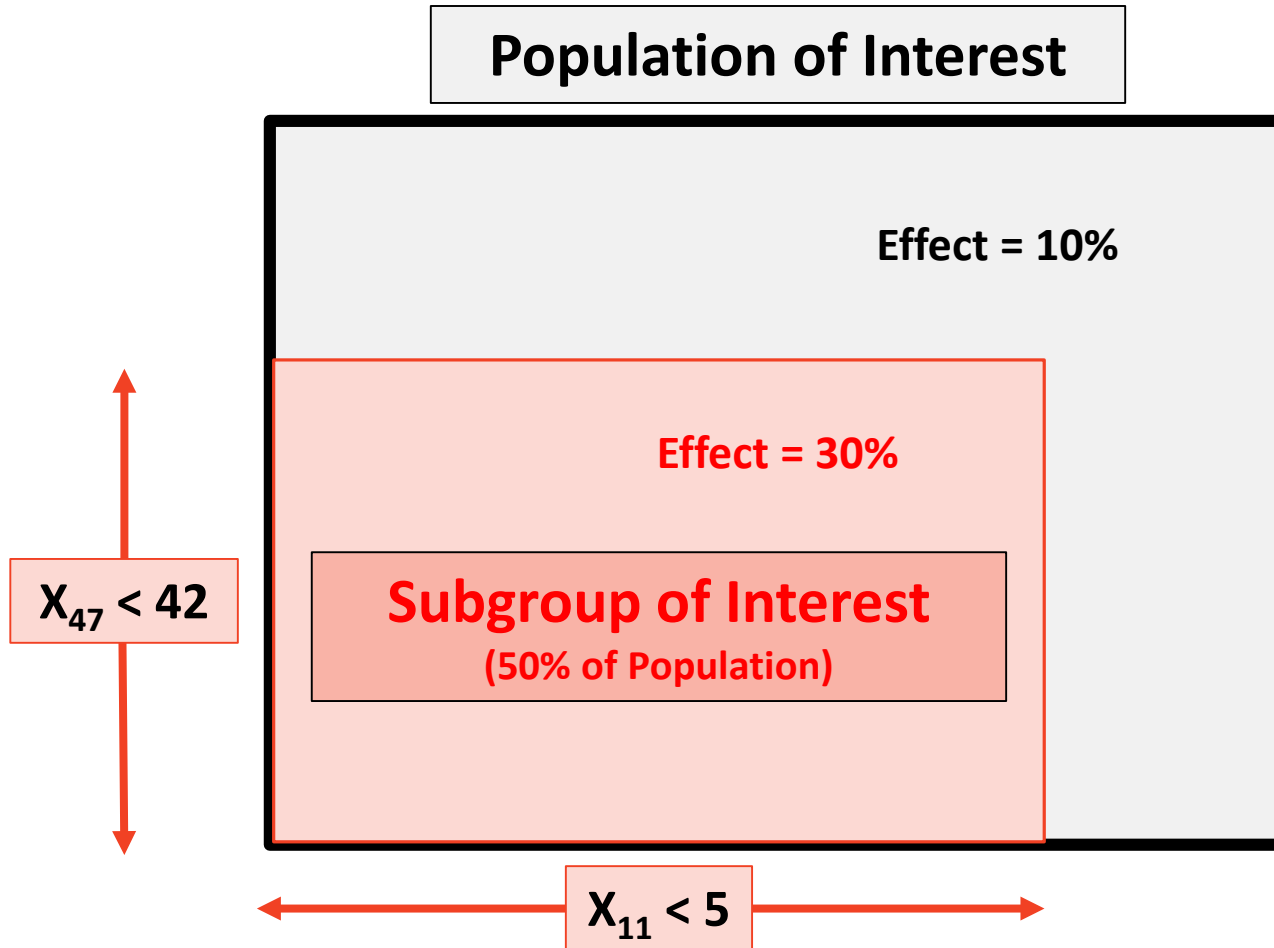 Population of Interest
Effect = 10%
Effect = 30%
X₄₇ < 42
Subgroup of Interest
(50% of Population)
X₁₁ < 5